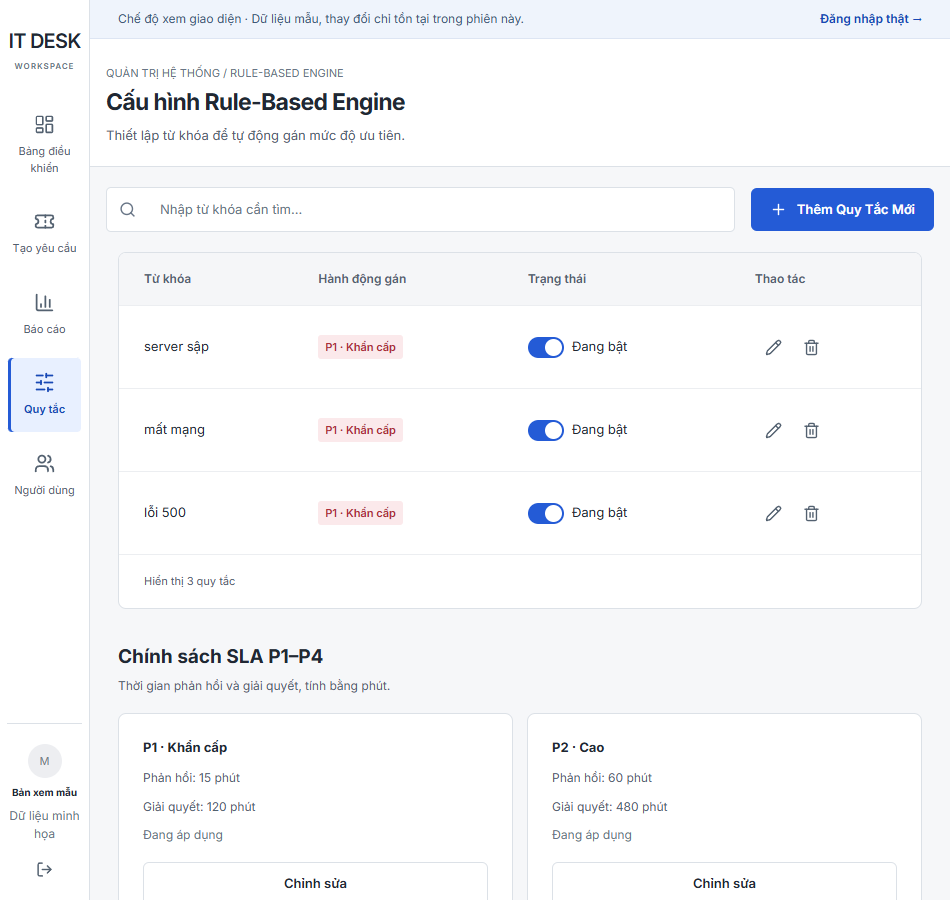 Chế độ xem giao diện · Dữ liệu mẫu, thay đổi chỉ tồn tại trong phiên này.
Đăng nhập thật →
IT DESK
WORKSPACE
Bảng điều
khiển
Tạo yêu cầu
Báo cáo
Quy tắc
Người dùng
M
Bản xem mẫu
Dữ liệu minh
họa
QUẢN TRỊ HỆ THỐNG / RULE-BASED ENGINE
Cấu hình Rule-Based Engine
Thiết lập từ khóa để tự động gán mức độ ưu tiên.
Nhập từ khóa cần tìm...
+ Thêm Quy Tắc Mới
Từ khóa Hành động gán Trạng thái Thao tác
server sập P1 · Khẩn cấp Đang bật
mất mạng P1 · Khẩn cấp Đang bật
lỗi 500 P1 · Khẩn cấp Đang bật
Hiển thị 3 quy tắc
Chính sách SLA P1–P4
Thời gian phản hồi và giải quyết, tính bằng phút.
P1 · Khẩn cấp
Phản hồi: 15 phút
Giải quyết: 120 phút
Đang áp dụng
Chỉnh sửa
P2 · Cao
Phản hồi: 60 phút
Giải quyết: 480 phút
Đang áp dụng
Chỉnh sửa